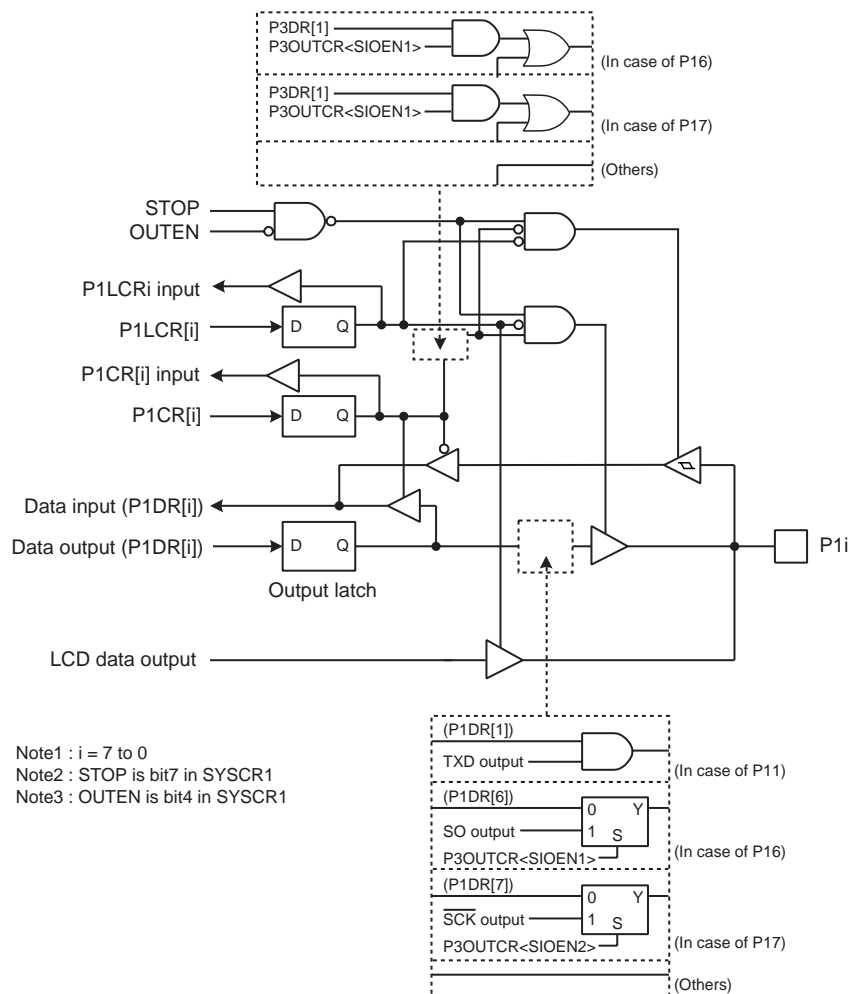 P3DR[1]
P3OUTCR<SIOEN1>
(In case of P16)
P3DR[1]
P3OUTCR<SIOEN1>
(In case of P17)
(Others)
STOP
OUTEN
P1LCRi input
P1LCR[i]
D Q
P1CR[i] input
P1CR[i]
D Q
Data input (P1DR[i])
Data output (P1DR[i])
D Q
P1i
Output latch
LCD data output
Note1 : i = 7 to 0
Note2 : STOP is bit7 in SYSCR1
Note3 : OUTEN is bit4 in SYSCR1
(P1DR[1])
TXD output
(In case of P11)
(P1DR[6])
0 Y
SO output
1 S
P3OUTCR<SIOEN1>
(In case of P16)
(P1DR[7])
0 Y
S̅C̅K̅ output
1 S
P3OUTCR<SIOEN2>
(In case of P17)
(Others)